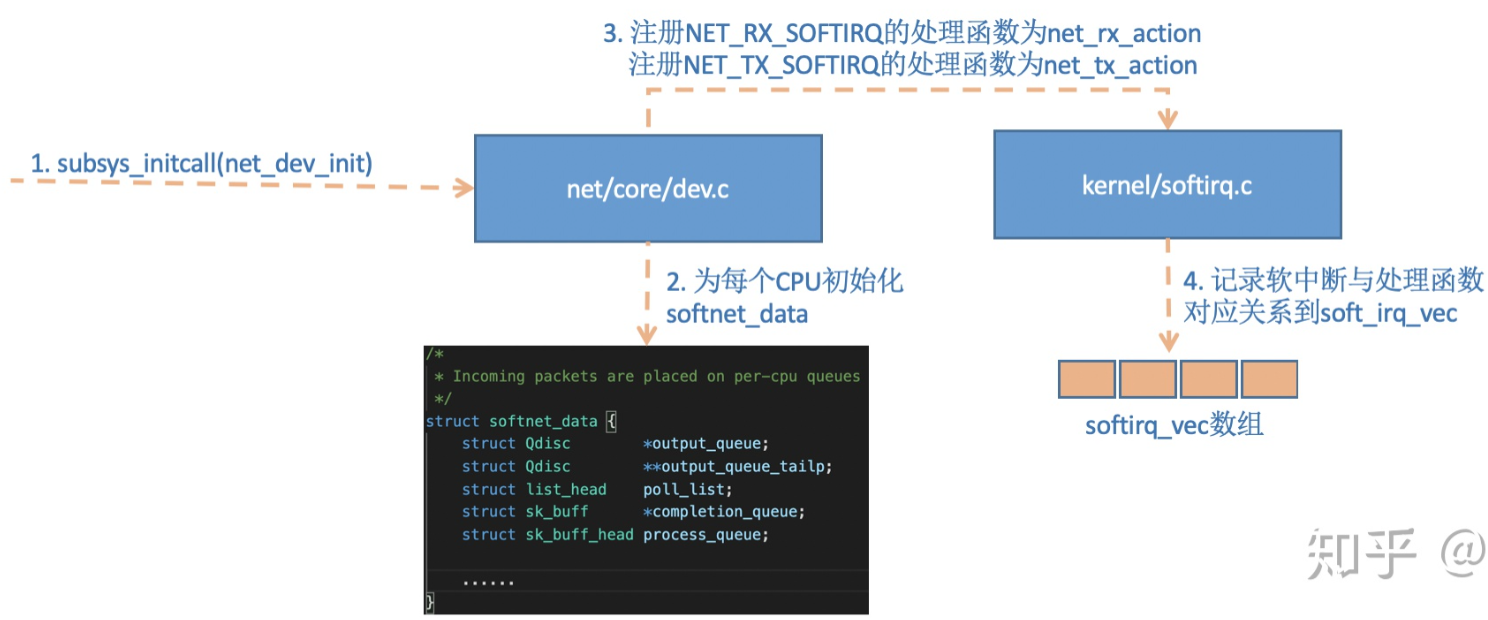 3. 注册NET_RX_SOFTIRQ的处理函数为net_rx_action
注册NET_TX_SOFTIRQ的处理函数为net_tx_action
1. subsys_initcall(net_dev_init)
net/core/dev.c
kernel/softirq.c
2. 为每个CPU初始化
softnet_data
4. 记录软中断与处理函数
对应关系到soft_irq_vec
/*
* Incoming packets are placed on per-cpu queues
*/
struct softnet_data {
struct Qdisc *output_queue;
struct Qdisc **output_queue_tailp;
struct list_head poll_list;
struct sk_buff *completion_queue;
struct sk_buff_head process_queue;
......
}
softirq_vec数组
知乎 @